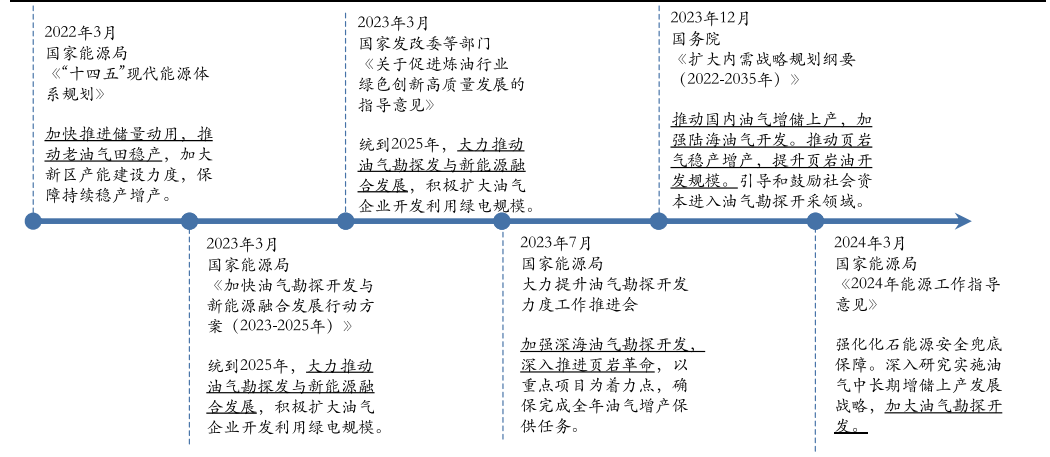 2022年3月
国家能源局
《“十四五”现代能源体
系规划》
加快推进储量动用，推
动老油气田稳产，加大
新区产能建设力度，保
障持续稳产增产。
2023年3月
国家能源局
《加快油气勘探开发与
新能源融合发展行动方
案（2023-2025年）》
统到2025年，大力推动
油气勘探发与新能源融
合发展，积极扩大油气
企业开发利用绿电规模。
2023年3月
国家发改委等部门
《关于促进炼油行业
绿色创新高质量发展的
指导意见》
统到2025年，大力推动
油气勘探发与新能源融
合发展，积极扩大油气
企业开发利用绿电规模。
2023年7月
国家能源局
大力提升油气勘探开发
力度工作推进会
加强深海油气勘探开发，
深入推进页岩革命，以
重点项目为着力点，确
保完成全年油气增产保
供任务。
2023年12月
国务院
《扩大内需战略规划纲要
（2022-2035年）》
推动国内油气增储上产，加
强陆海油气开发。推动页岩
气稳产增产，提升页岩油开
发规模。引导和鼓励社会资
本进入油气勘探开采领域。
2024年3月
国家能源局
《2024年能源工作指导
意见》
强化化石能源安全兜底
保障。深入研究实施油
气中长期增储上产发展
战略，加大油气勘探开
发。